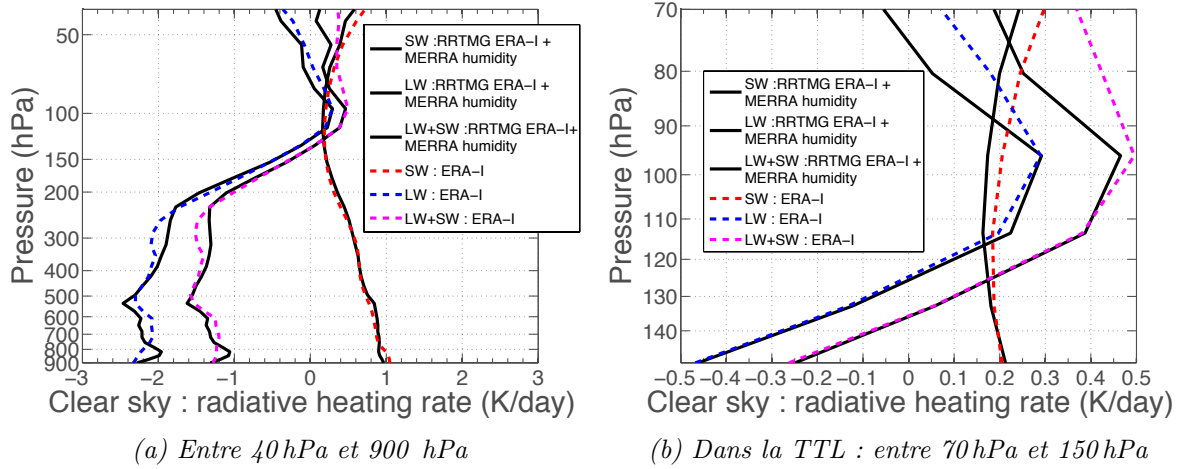 50
100
150
200
300
400
500
600
700
800
900
Pressure (hPa)
−3
−2
−1
0
1
2
3
Clear sky : radiative heating rate (K/day)
SW :RRTMG ERA−I +
MERRA humidity
LW :RRTMG ERA−I +
MERRA humidity
LW+SW :RRTMG ERA−I+
MERRA humidity
SW : ERA−I
LW : ERA−I
LW+SW : ERA−I
(a) Entre 40 hPa et 900 hPa
70
80
90
100
110
120
130
140
Pressure (hPa)
−0.5
−0.4
−0.3
−0.2
−0.1
0
0.1
0.2
0.3
0.4
0.5
Clear sky : radiative heating rate (K/day)
SW :RRTMG ERA−I +
MERRA humidity
LW :RRTMG ERA−I +
MERRA humidity
LW+SW :RRTMG ERA−I +
MERRA humidity
SW : ERA−I
LW : ERA−I
LW+SW : ERA−I
(b) Dans la TTL : entre 70 hPa et 150 hPa